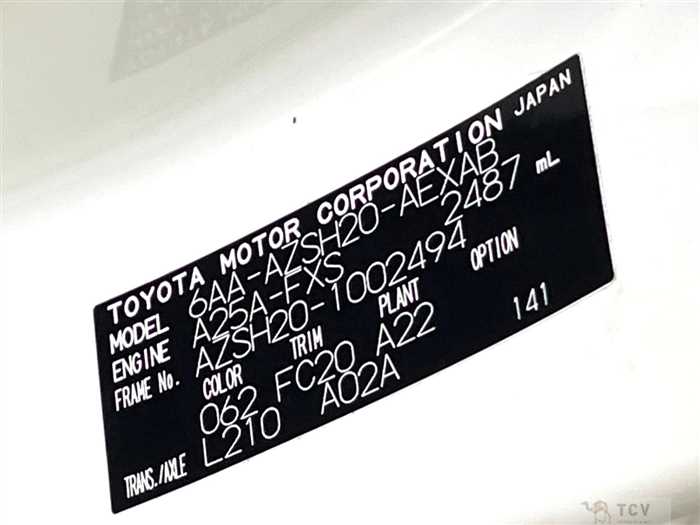 TOYOTA MOTOR CORPORATION JAPAN
MODEL 6AA-AZSH20-AEXAB
ENGINE A25A-FXS 2487 mL
FRAME No. AZSH20-1002494
COLOR TRIM PLANT OPTION
062 FC20 A22 141
TRANS./AXLE L210 A02A
TCV